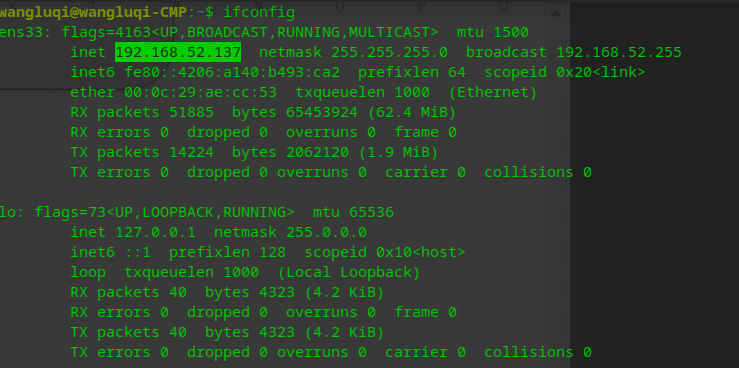 wangluqi@wangluqi-CMP:~$ ifconfig
ens33: flags=4163<UP,BROADCAST,RUNNING,MULTICAST>  mtu 1500
        inet 192.168.52.137  netmask 255.255.255.0  broadcast 192.168.52.255
        inet6 fe80::4206:a140:b493:ca2  prefixlen 64  scopeid 0x20<link>
        ether 00:0c:29:ae:cc:53  txqueuelen 1000  (Ethernet)
        RX packets 51885  bytes 65453924 (62.4 MiB)
        RX errors 0  dropped 0  overruns 0  frame 0
        TX packets 14224  bytes 2062120 (1.9 MiB)
        TX errors 0  dropped 0 overruns 0  carrier 0  collisions 0

lo: flags=73<UP,LOOPBACK,RUNNING>  mtu 65536
        inet 127.0.0.1  netmask 255.0.0.0
        inet6 ::1  prefixlen 128  scopeid 0x10<host>
        loop  txqueuelen 1000  (Local Loopback)
        RX packets 40  bytes 4323 (4.2 KiB)
        RX errors 0  dropped 0  overruns 0  frame 0
        TX packets 40  bytes 4323 (4.2 KiB)
        TX errors 0  dropped 0 overruns 0  carrier 0  collisions 0